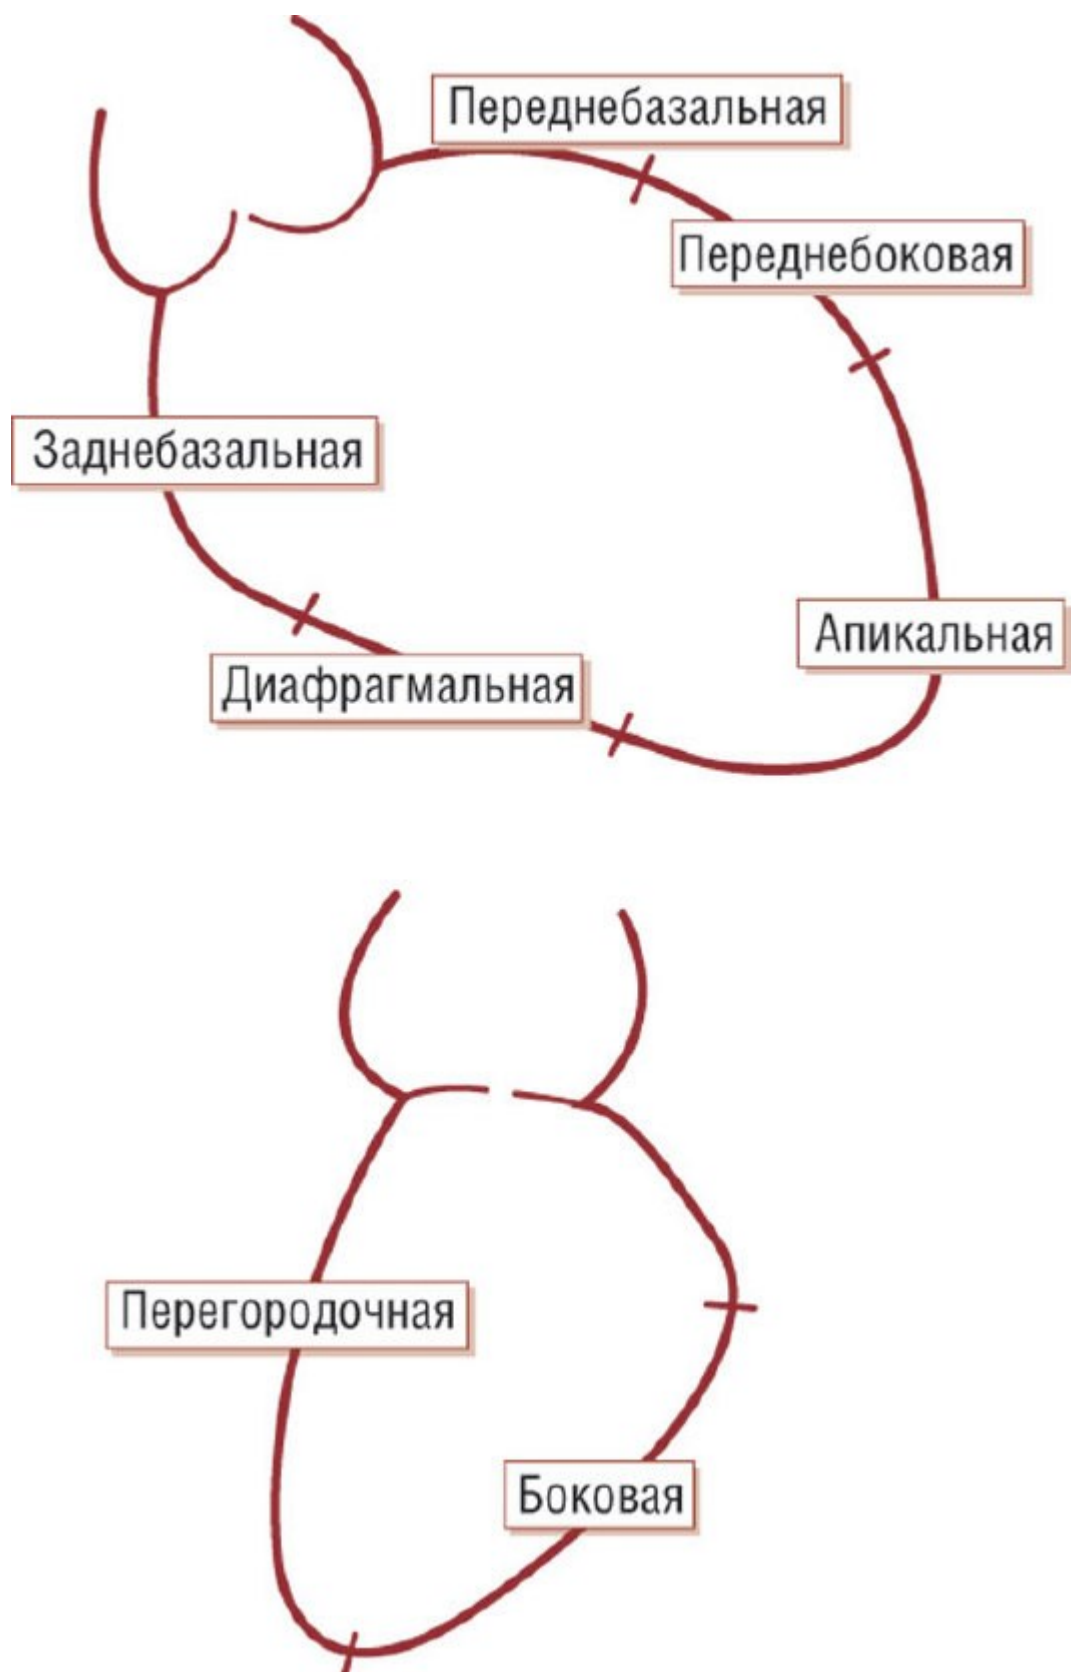 Переднебазальная
Переднебоковая
Заднебазальная
Апикальная
Диафрагмальная
Перегородочная
Боковая